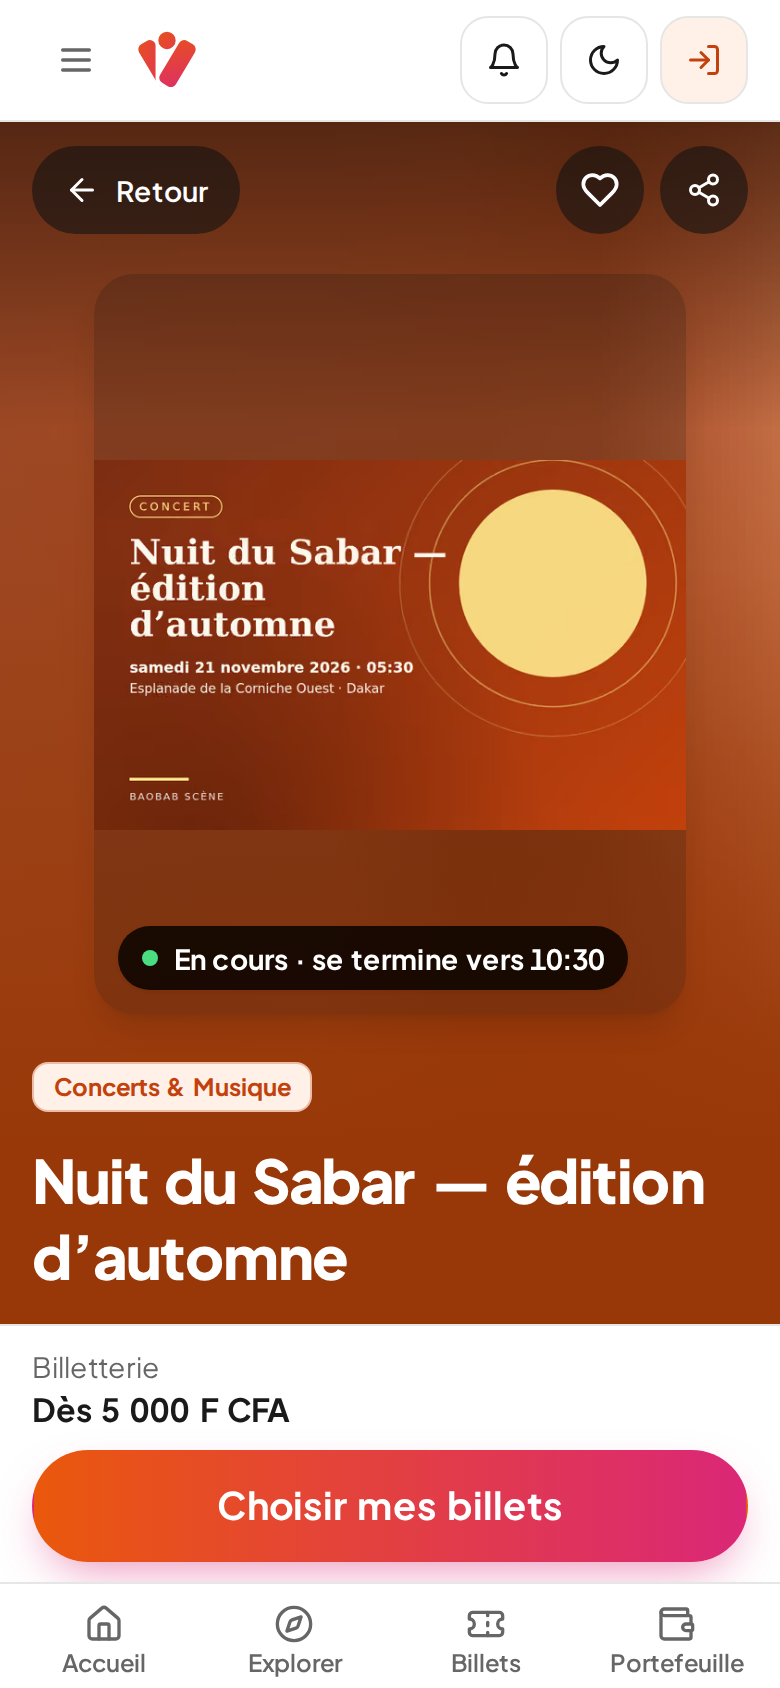 Retour
CONCERT
Nuit du Sabar —
édition
d’automne
samedi 21 novembre 2026 · 05:30
Esplanade de la Corniche Ouest · Dakar
BAOBAB SCÈNE
En cours · se termine vers 10:30
Concerts & Musique
Nuit du Sabar — édition
d’automne
Billetterie
Dès 5 000 F CFA
Choisir mes billets
Accueil
Explorer
Billets
Portefeuille